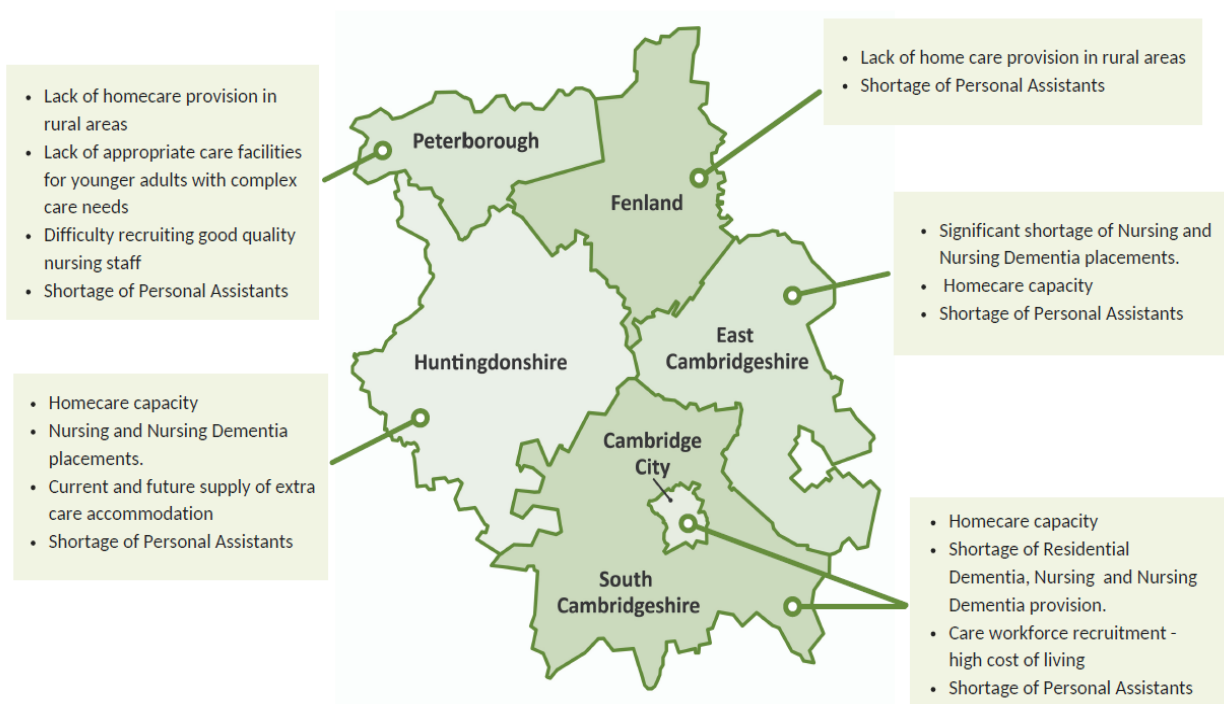 • Lack of homecare provision in
rural areas
• Lack of appropriate care facilities
for younger adults with complex
care needs
• Difficulty recruiting good quality
nursing staff
• Shortage of Personal Assistants
• Lack of home care provision in rural areas
• Shortage of Personal Assistants
Peterborough
Fenland
• Significant shortage of Nursing and
Nursing Dementia placements.
• Homecare capacity
• Shortage of Personal Assistants
Huntingdonshire
East
Cambridgeshire
• Homecare capacity
• Nursing and Nursing Dementia
placements.
• Current and future supply of extra
care accommodation
• Shortage of Personal Assistants
Cambridge
City
South
Cambridgeshire
• Homecare capacity
• Shortage of Residential
Dementia, Nursing and Nursing
Dementia provision.
• Care workforce recruitment -
high cost of living
• Shortage of Personal Assistants